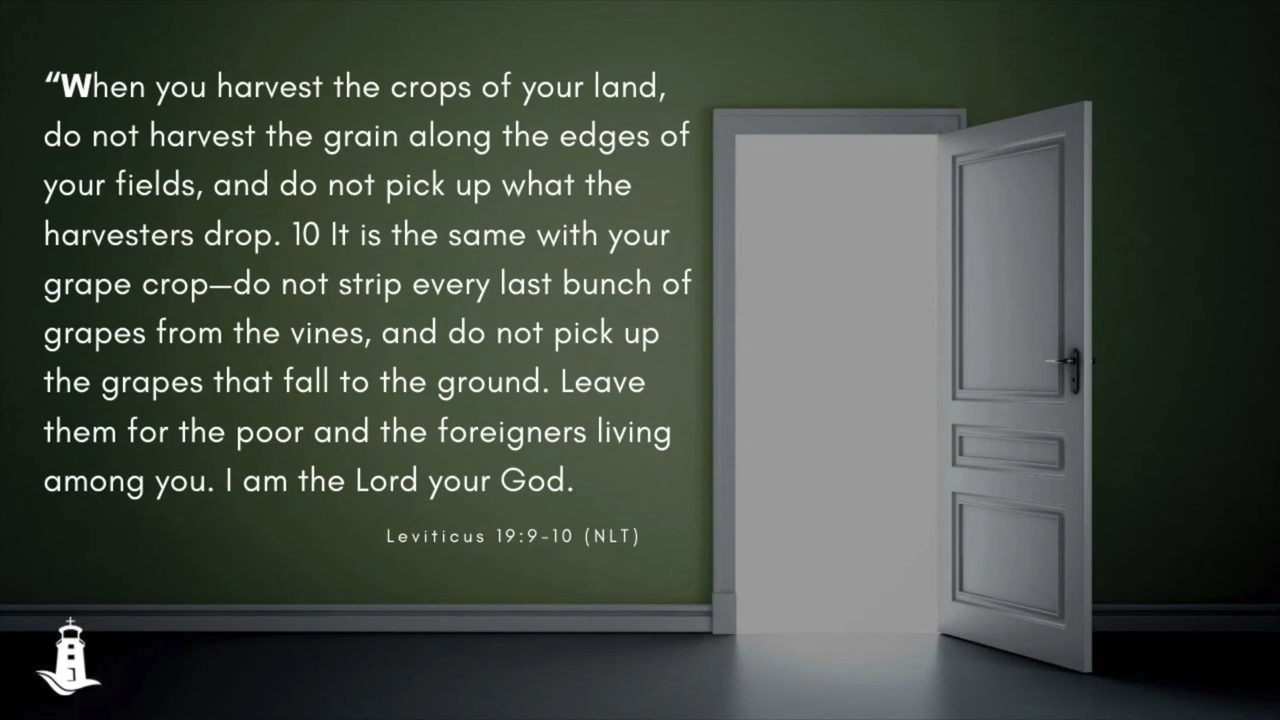 “When you harvest the crops of your land,
do not harvest the grain along the edges of
your fields, and do not pick up what the
harvesters drop. 10 It is the same with your
grape crop—do not strip every last bunch of
grapes from the vines, and do not pick up
the grapes that fall to the ground. Leave
them for the poor and the foreigners living
among you. I am the Lord your God.
Leviticus 19:9-10 (NLT)